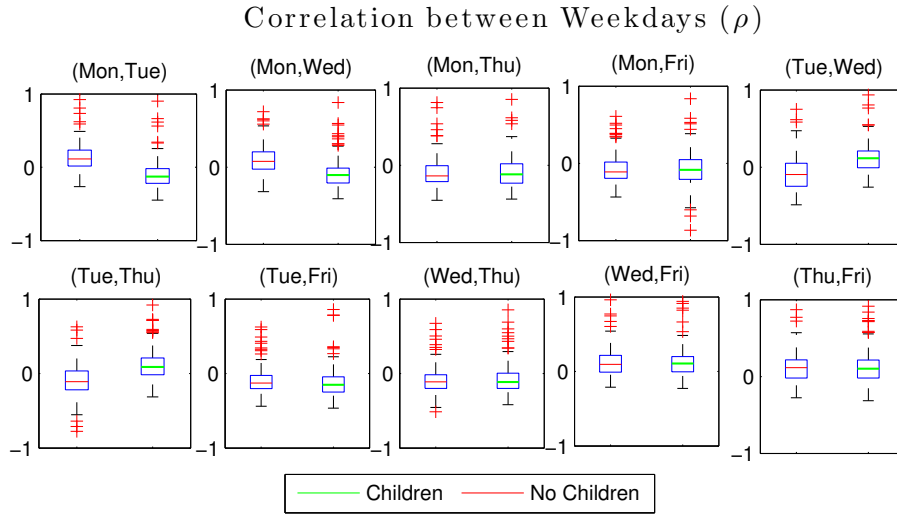 Correlation between Weekdays (ρ)
(Mon,Tue)
(Mon,Wed)
(Mon,Thu)
(Mon,Fri)
(Tue,Wed)
1
0
−1
1
0
−1
1
0
−1
1
0
−1
1
0
−1
(Tue,Thu)
(Tue,Fri)
(Wed,Thu)
(Wed,Fri)
(Thu,Fri)
1
0
−1
1
0
−1
1
0
−1
1
0
−1
1
0
−1
Children
No Children